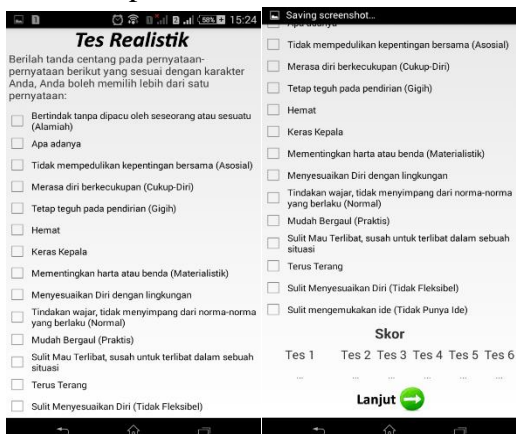 58% 15:24
Tes Realistik
Berilah tanda centang pada pernyataan-
pernyataan berikut yang sesuai dengan karakter
Anda, Anda boleh memilih lebih dari satu
pernyataan:
Bertindak tanpa dipacu oleh seseorang atau sesuatu
(Alamiah)
Apa adanya
Tidak mempedulikan kepentingan bersama (Asosial)
Merasa diri berkecukupan (Cukup-Diri)
Tetap teguh pada pendirian (Gigih)
Hemat
Keras Kepala
Mementingkan harta atau benda (Materialistik)
Menyesuaikan Diri dengan lingkungan
Tindakan wajar, tidak menyimpang dari norma-norma
yang berlaku (Normal)
Mudah Bergaul (Praktis)
Sulit Mau Terlibat, susah untuk terlibat dalam sebuah
situasi
Terus Terang
Sulit Menyesuaikan Diri (Tidak Fleksibel)
Saving screenshot...
Apa adanya
Tidak mempedulikan kepentingan bersama (Asosial)
Merasa diri berkecukupan (Cukup-Diri)
Tetap teguh pada pendirian (Gigih)
Hemat
Keras Kepala
Mementingkan harta atau benda (Materialistik)
Menyesuaikan Diri dengan lingkungan
Tindakan wajar, tidak menyimpang dari norma-norma
yang berlaku (Normal)
Mudah Bergaul (Praktis)
Sulit Mau Terlibat, susah untuk terlibat dalam sebuah
situasi
Terus Terang
Sulit Menyesuaikan Diri (Tidak Fleksibel)
Sulit mengemukakan ide (Tidak Punya Ide)
Skor
Tes 1 Tes 2 Tes 3 Tes 4 Tes 5 Tes 6
... ... ... ... ... ...
Lanjut